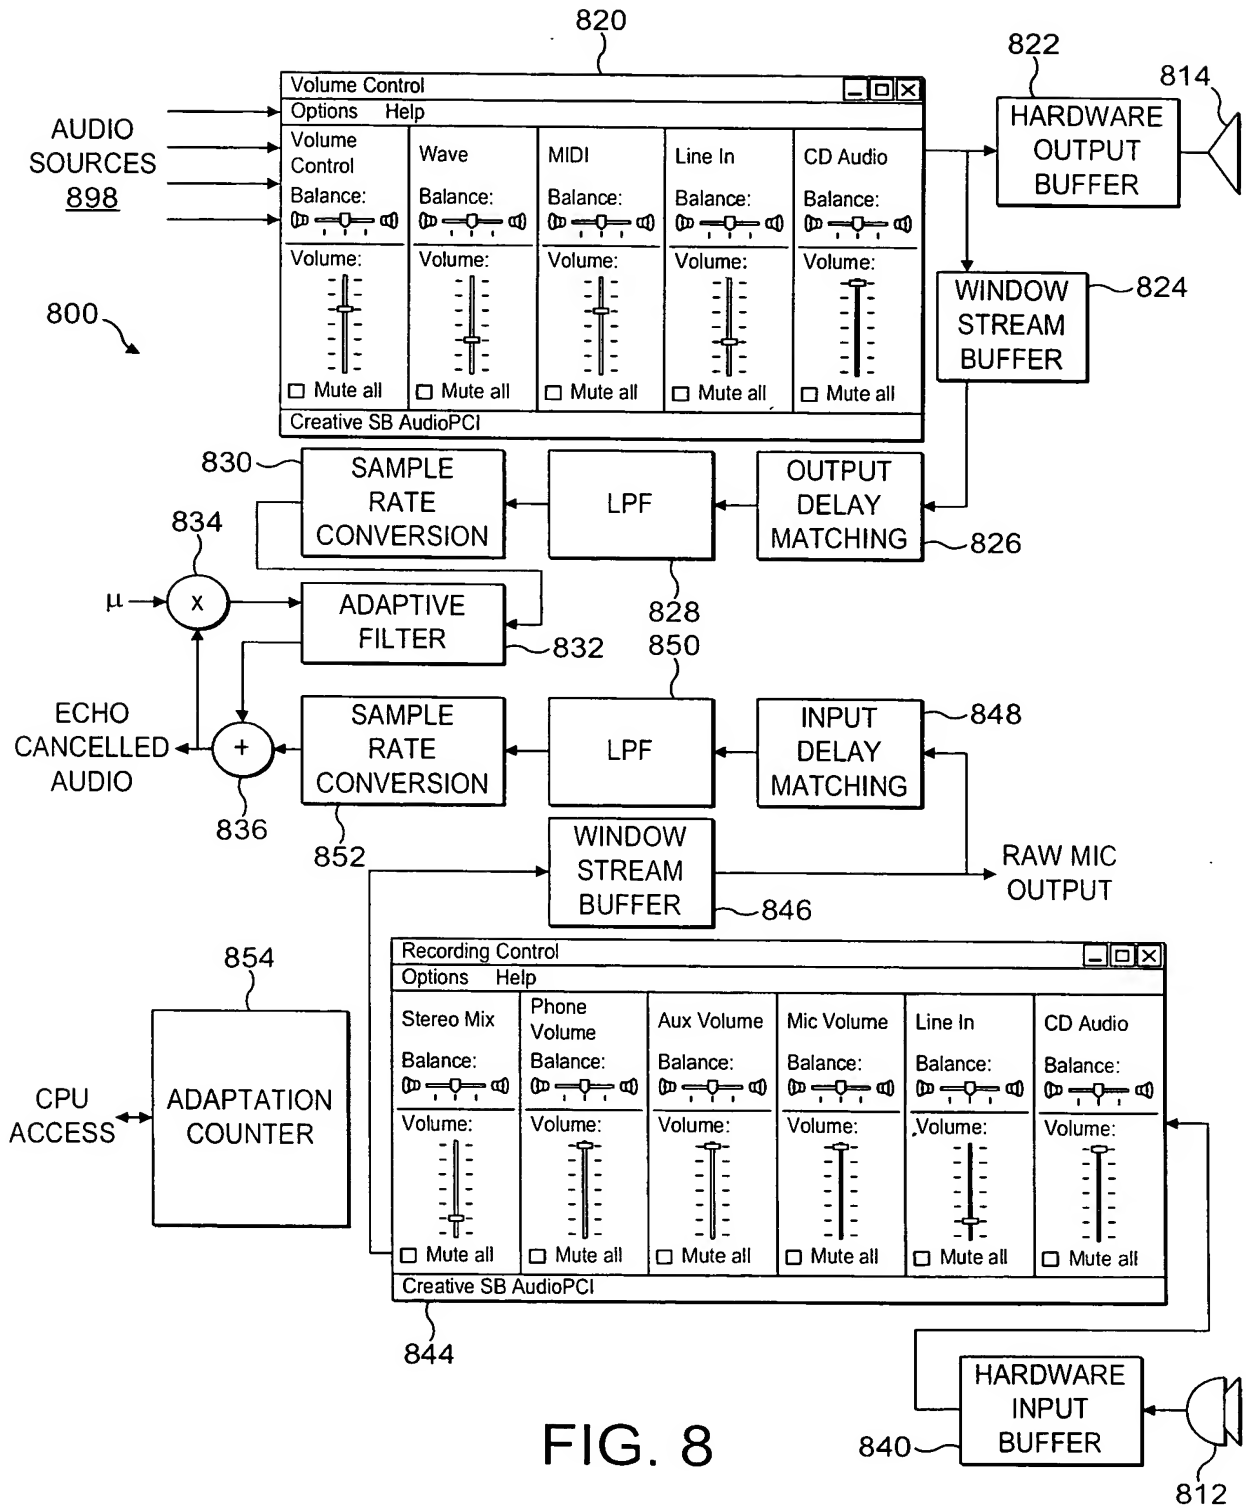 820
822
814
Volume Control
Options Help
AUDIO
SOURCES
898
Volume
Control
Wave
MIDI
Line In
CD Audio
Balance:
Balance:
Balance:
Balance:
Balance:
Volume:
Volume:
Volume:
Volume:
Volume:
Mute all
Mute all
Mute all
Mute all
Mute all
Creative SB AudioPCI
HARDWARE
OUTPUT
BUFFER
800
WINDOW
STREAM
BUFFER
824
830
SAMPLE
RATE
CONVERSION
LPF
828
OUTPUT
DELAY
MATCHING
826
834
μ
x
ADAPTIVE
FILTER
832
850
ECHO
CANCELLED
AUDIO
+
836
SAMPLE
RATE
CONVERSION
852
LPF
INPUT
DELAY
MATCHING
848
WINDOW
STREAM
BUFFER
846
RAW MIC
OUTPUT
854
ADAPTATION
COUNTER
CPU
ACCESS
Recording Control
Options Help
Stereo Mix
Phone
Volume
Aux Volume
Mic Volume
Line In
CD Audio
Balance:
Balance:
Balance:
Balance:
Balance:
Balance:
Volume:
Volume:
Volume:
Volume:
Volume:
Volume:
Mute all
Mute all
Mute all
Mute all
Mute all
Mute all
Creative SB AudioPCI
844
HARDWARE
INPUT
BUFFER
840
812
FIG. 8